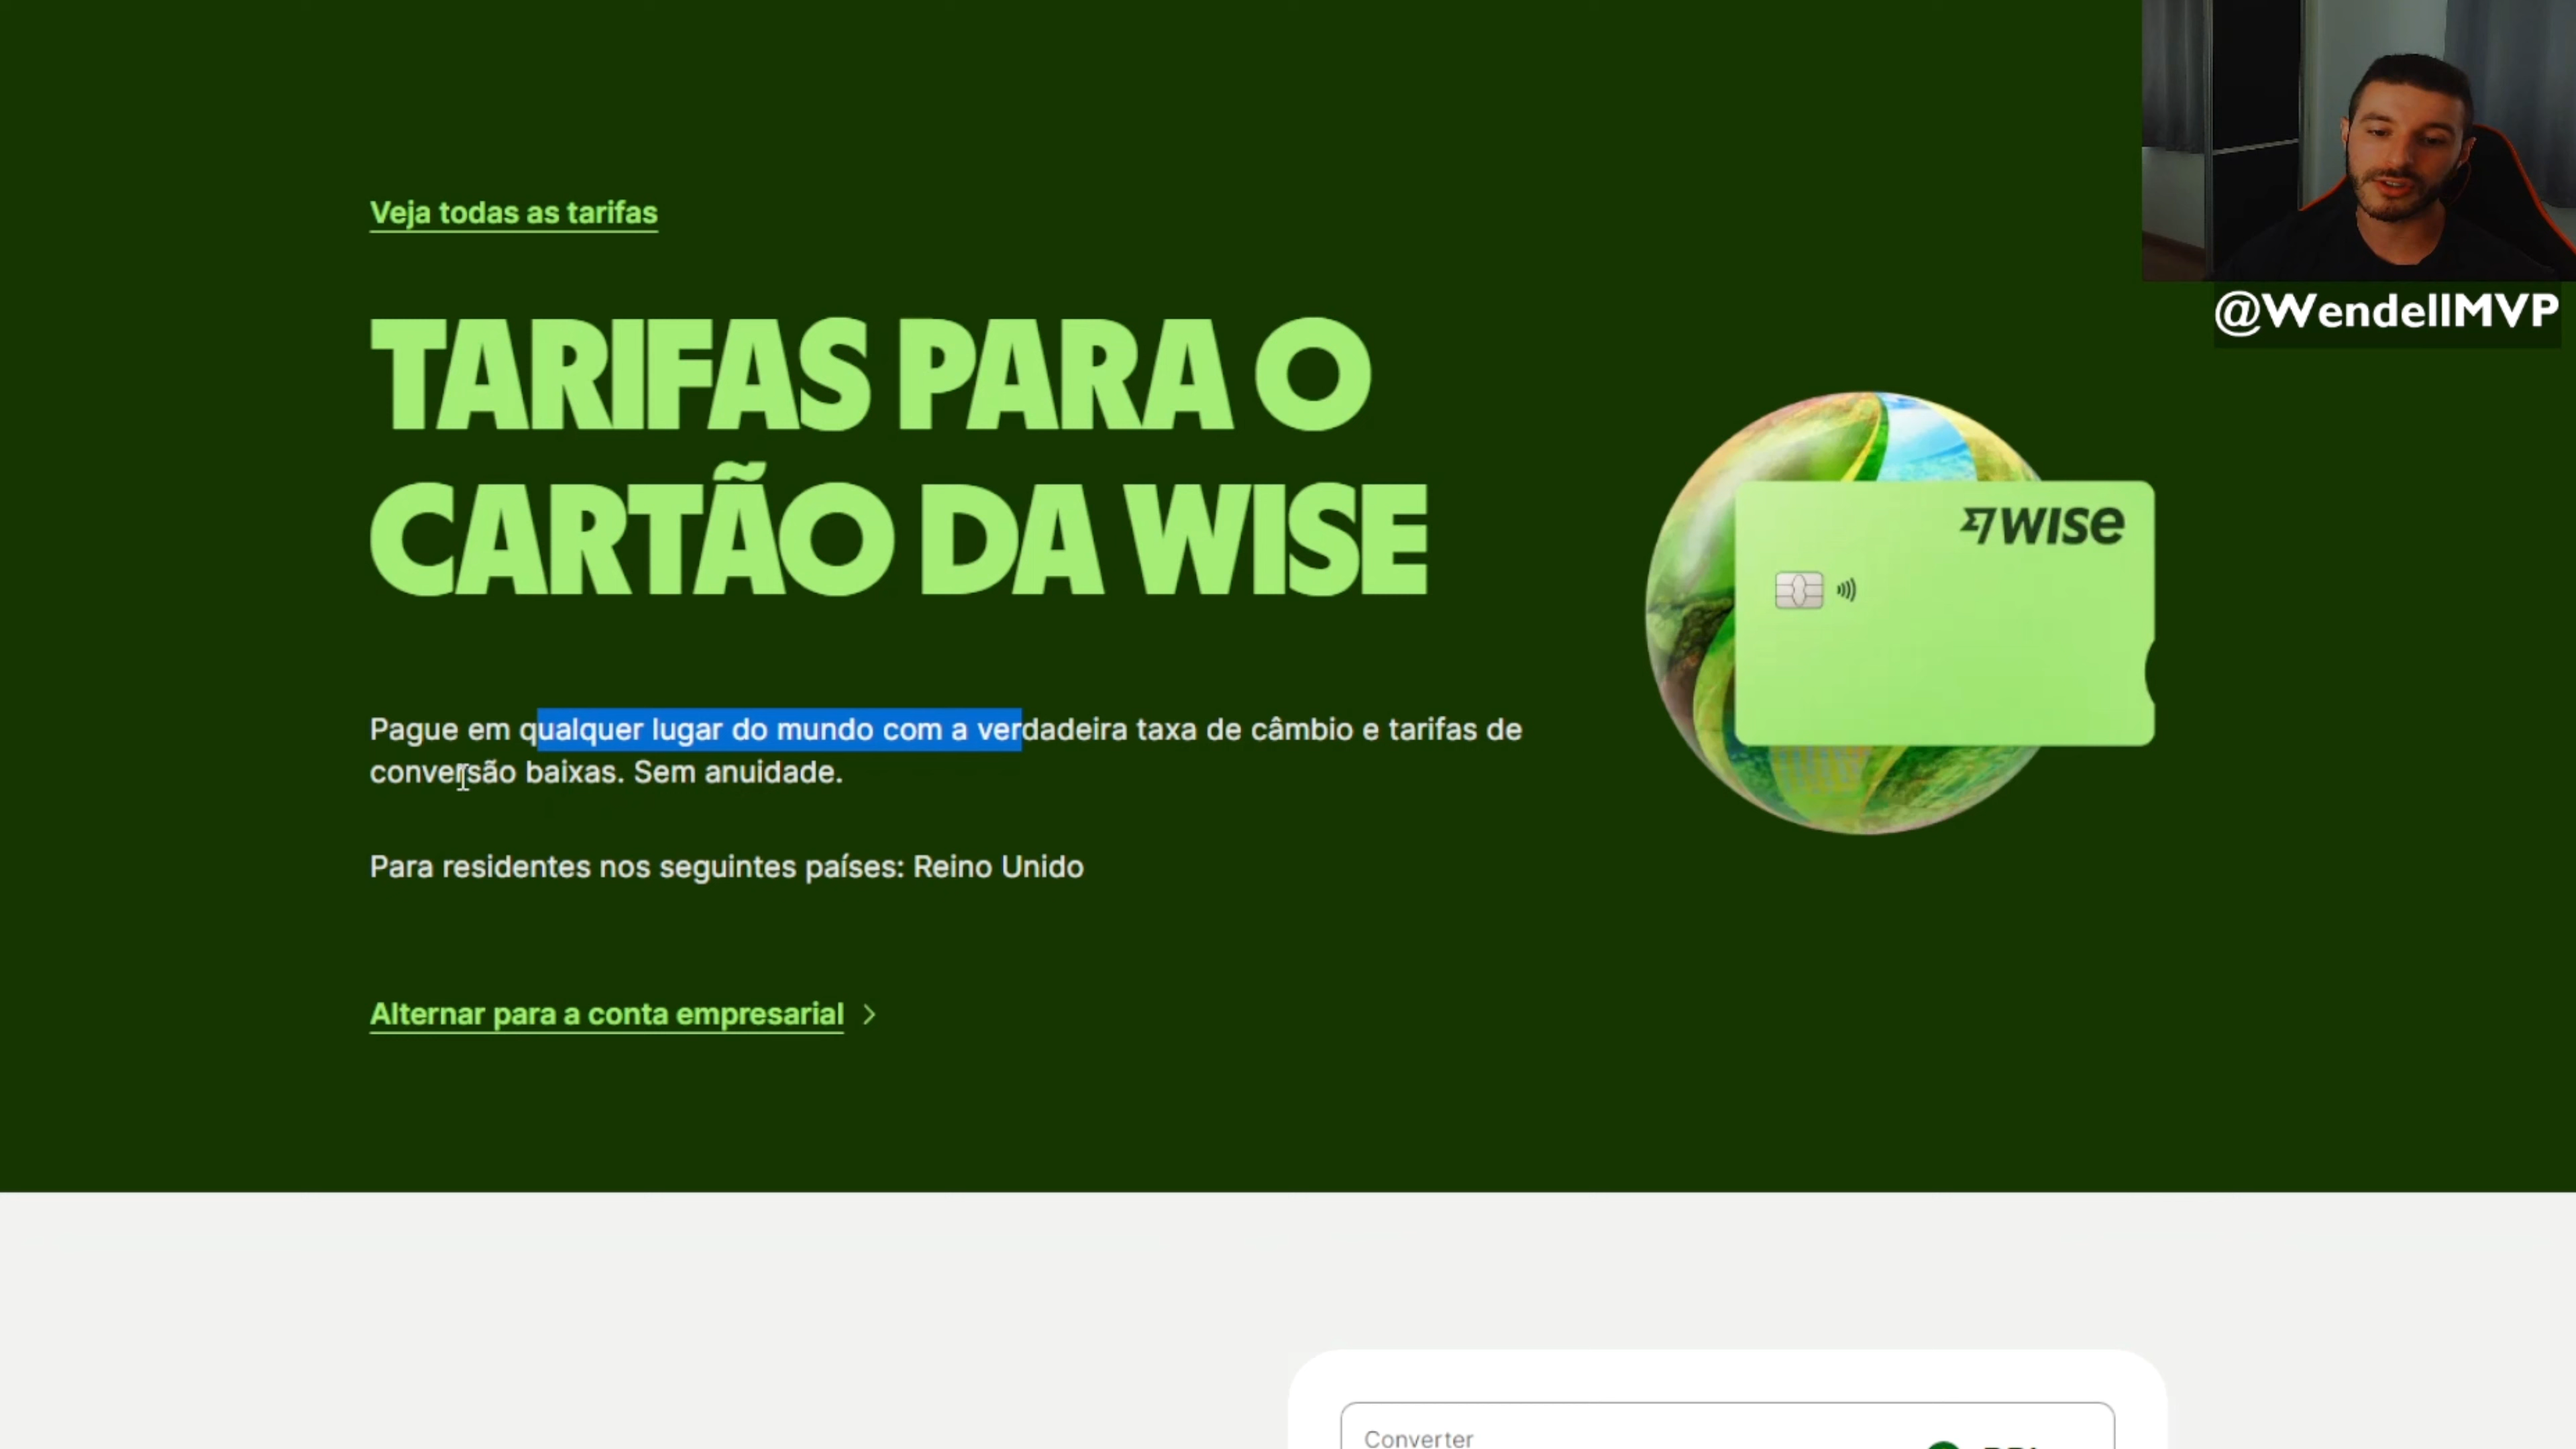 Veja todas as tarifas
@WendellMVP
TARIFAS PARA O
CARTÃO DA WISE
WISE
Pague em qualquer lugar do mundo com a verdadeira taxa de câmbio e tarifas de
conversão baixas. Sem anuidade.
Para residentes nos seguintes países: Reino Unido
Alternar para a conta empresarial
Converter